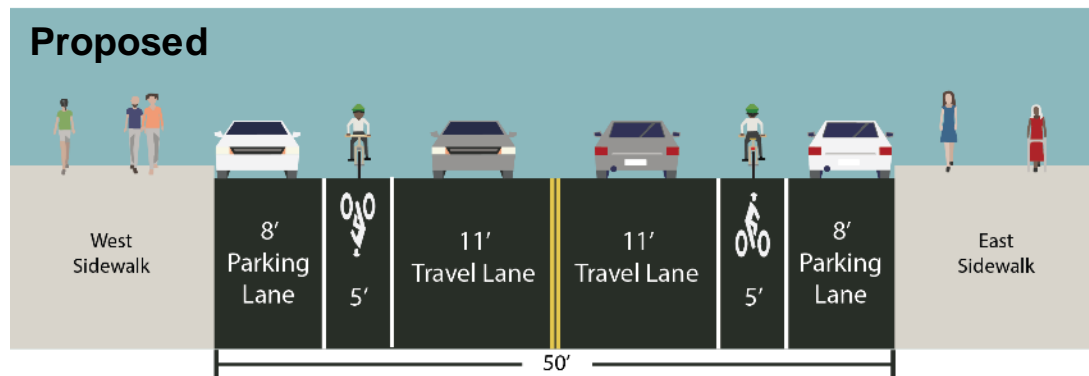 Proposed
West
Sidewalk
8'
Parking
Lane
5'
11'
Travel Lane
11'
Travel Lane
5'
8'
Parking
Lane
East
Sidewalk
50'